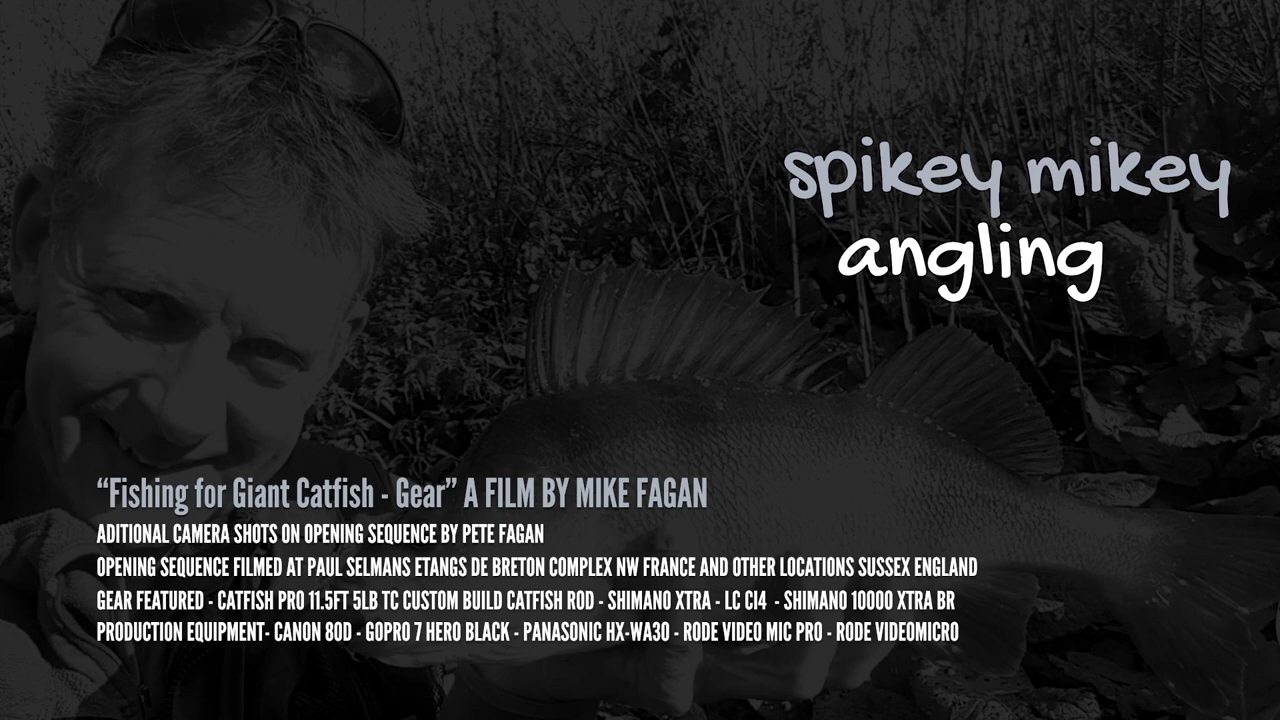 spikey mikey
angling
“Fishing for Giant Catfish - Gear” A FILM BY MIKE FAGAN
ADITIONAL CAMERA SHOTS ON OPENING SEQUENCE BY PETE FAGAN
OPENING SEQUENCE FILMED AT PAUL SELMANS ETANGS DE BRETON COMPLEX NW FRANCE AND OTHER LOCATIONS SUSSEX ENGLAND
GEAR FEATURED - CATFISH PRO 11.5FT 5LB TC CUSTOM BUILD CATFISH ROD - SHIMANO XTRA - LC CI4 - SHIMANO 10000 XTRA BR
PRODUCTION EQUIPMENT- CANON 80D - GOPRO 7 HERO BLACK - PANASONIC HX-WA30 - RODE VIDEO MIC PRO - RODE VIDEOMICRO